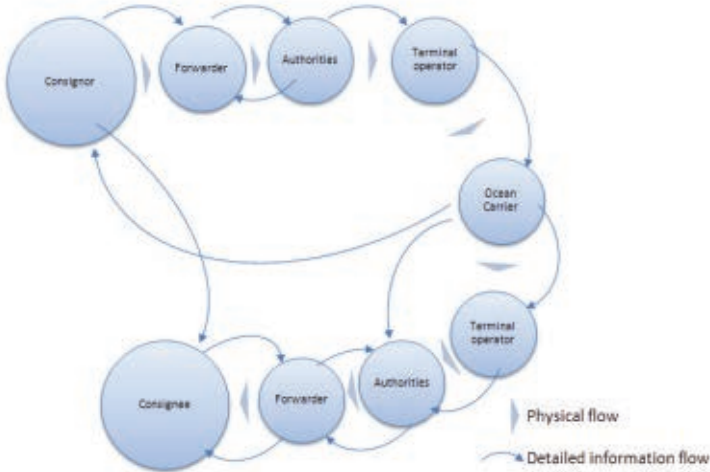 Consignor
Forwarder
Authorities
Terminal
operator
Ocean
Carrier
Terminal
operator
Authorities
Forwarder
Consignee
Physical flow
Detailed information flow